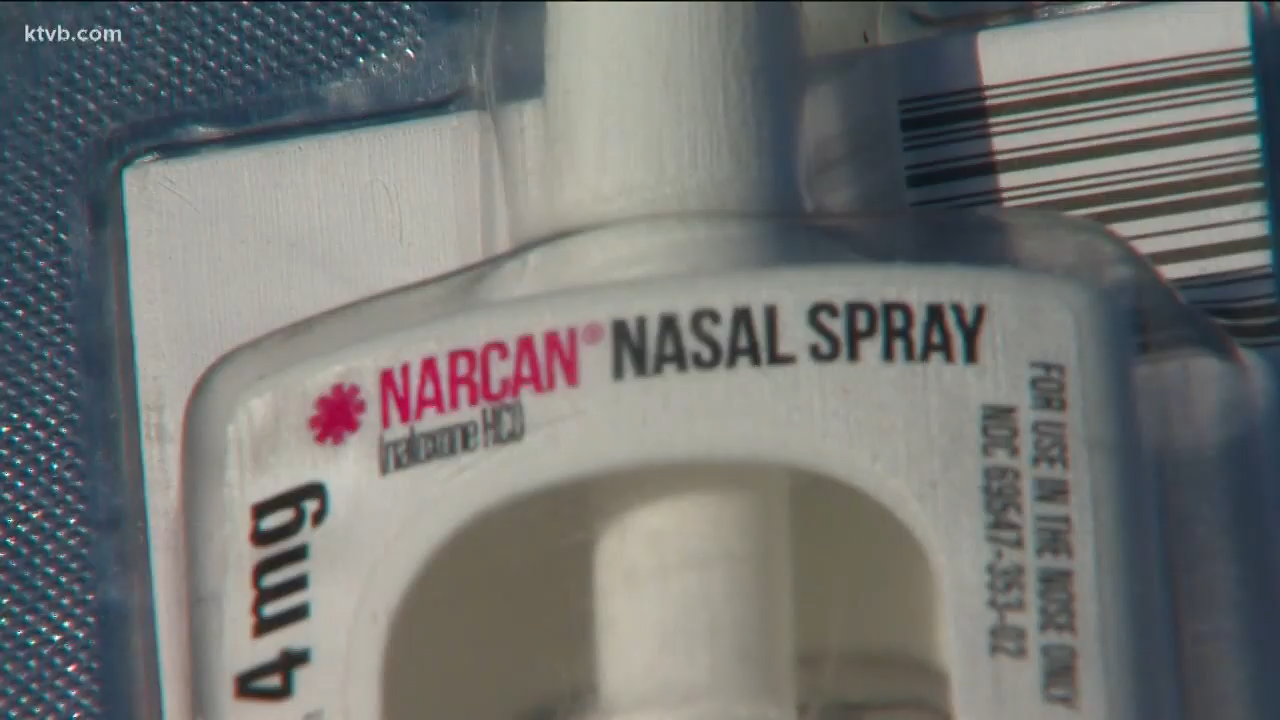 ktvb.com
NARCAN® NASAL SPRAY
(naloxone HCl)
4 mg
FOR USE IN THE NOSE ONLY
NDC 69547-353-02